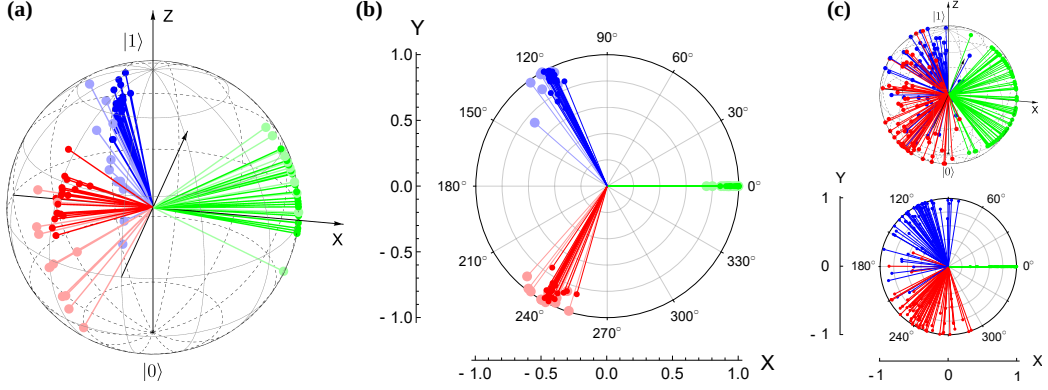 (a)
Z
|1⟩
X
|0⟩
(b)
Y
1.0
0.5
0.0
- 0.5
- 1.0
90°
120°
60°
150°
30°
180°
0°
210°
330°
240°
300°
270°
- 1.0 - 0.5 0.0 0.5 1.0
X
(c)
|1⟩
Z
X
|0⟩
Y
1
0
- 1
120°
60°
180°
0°
240°
300°
- 1 0 1
X